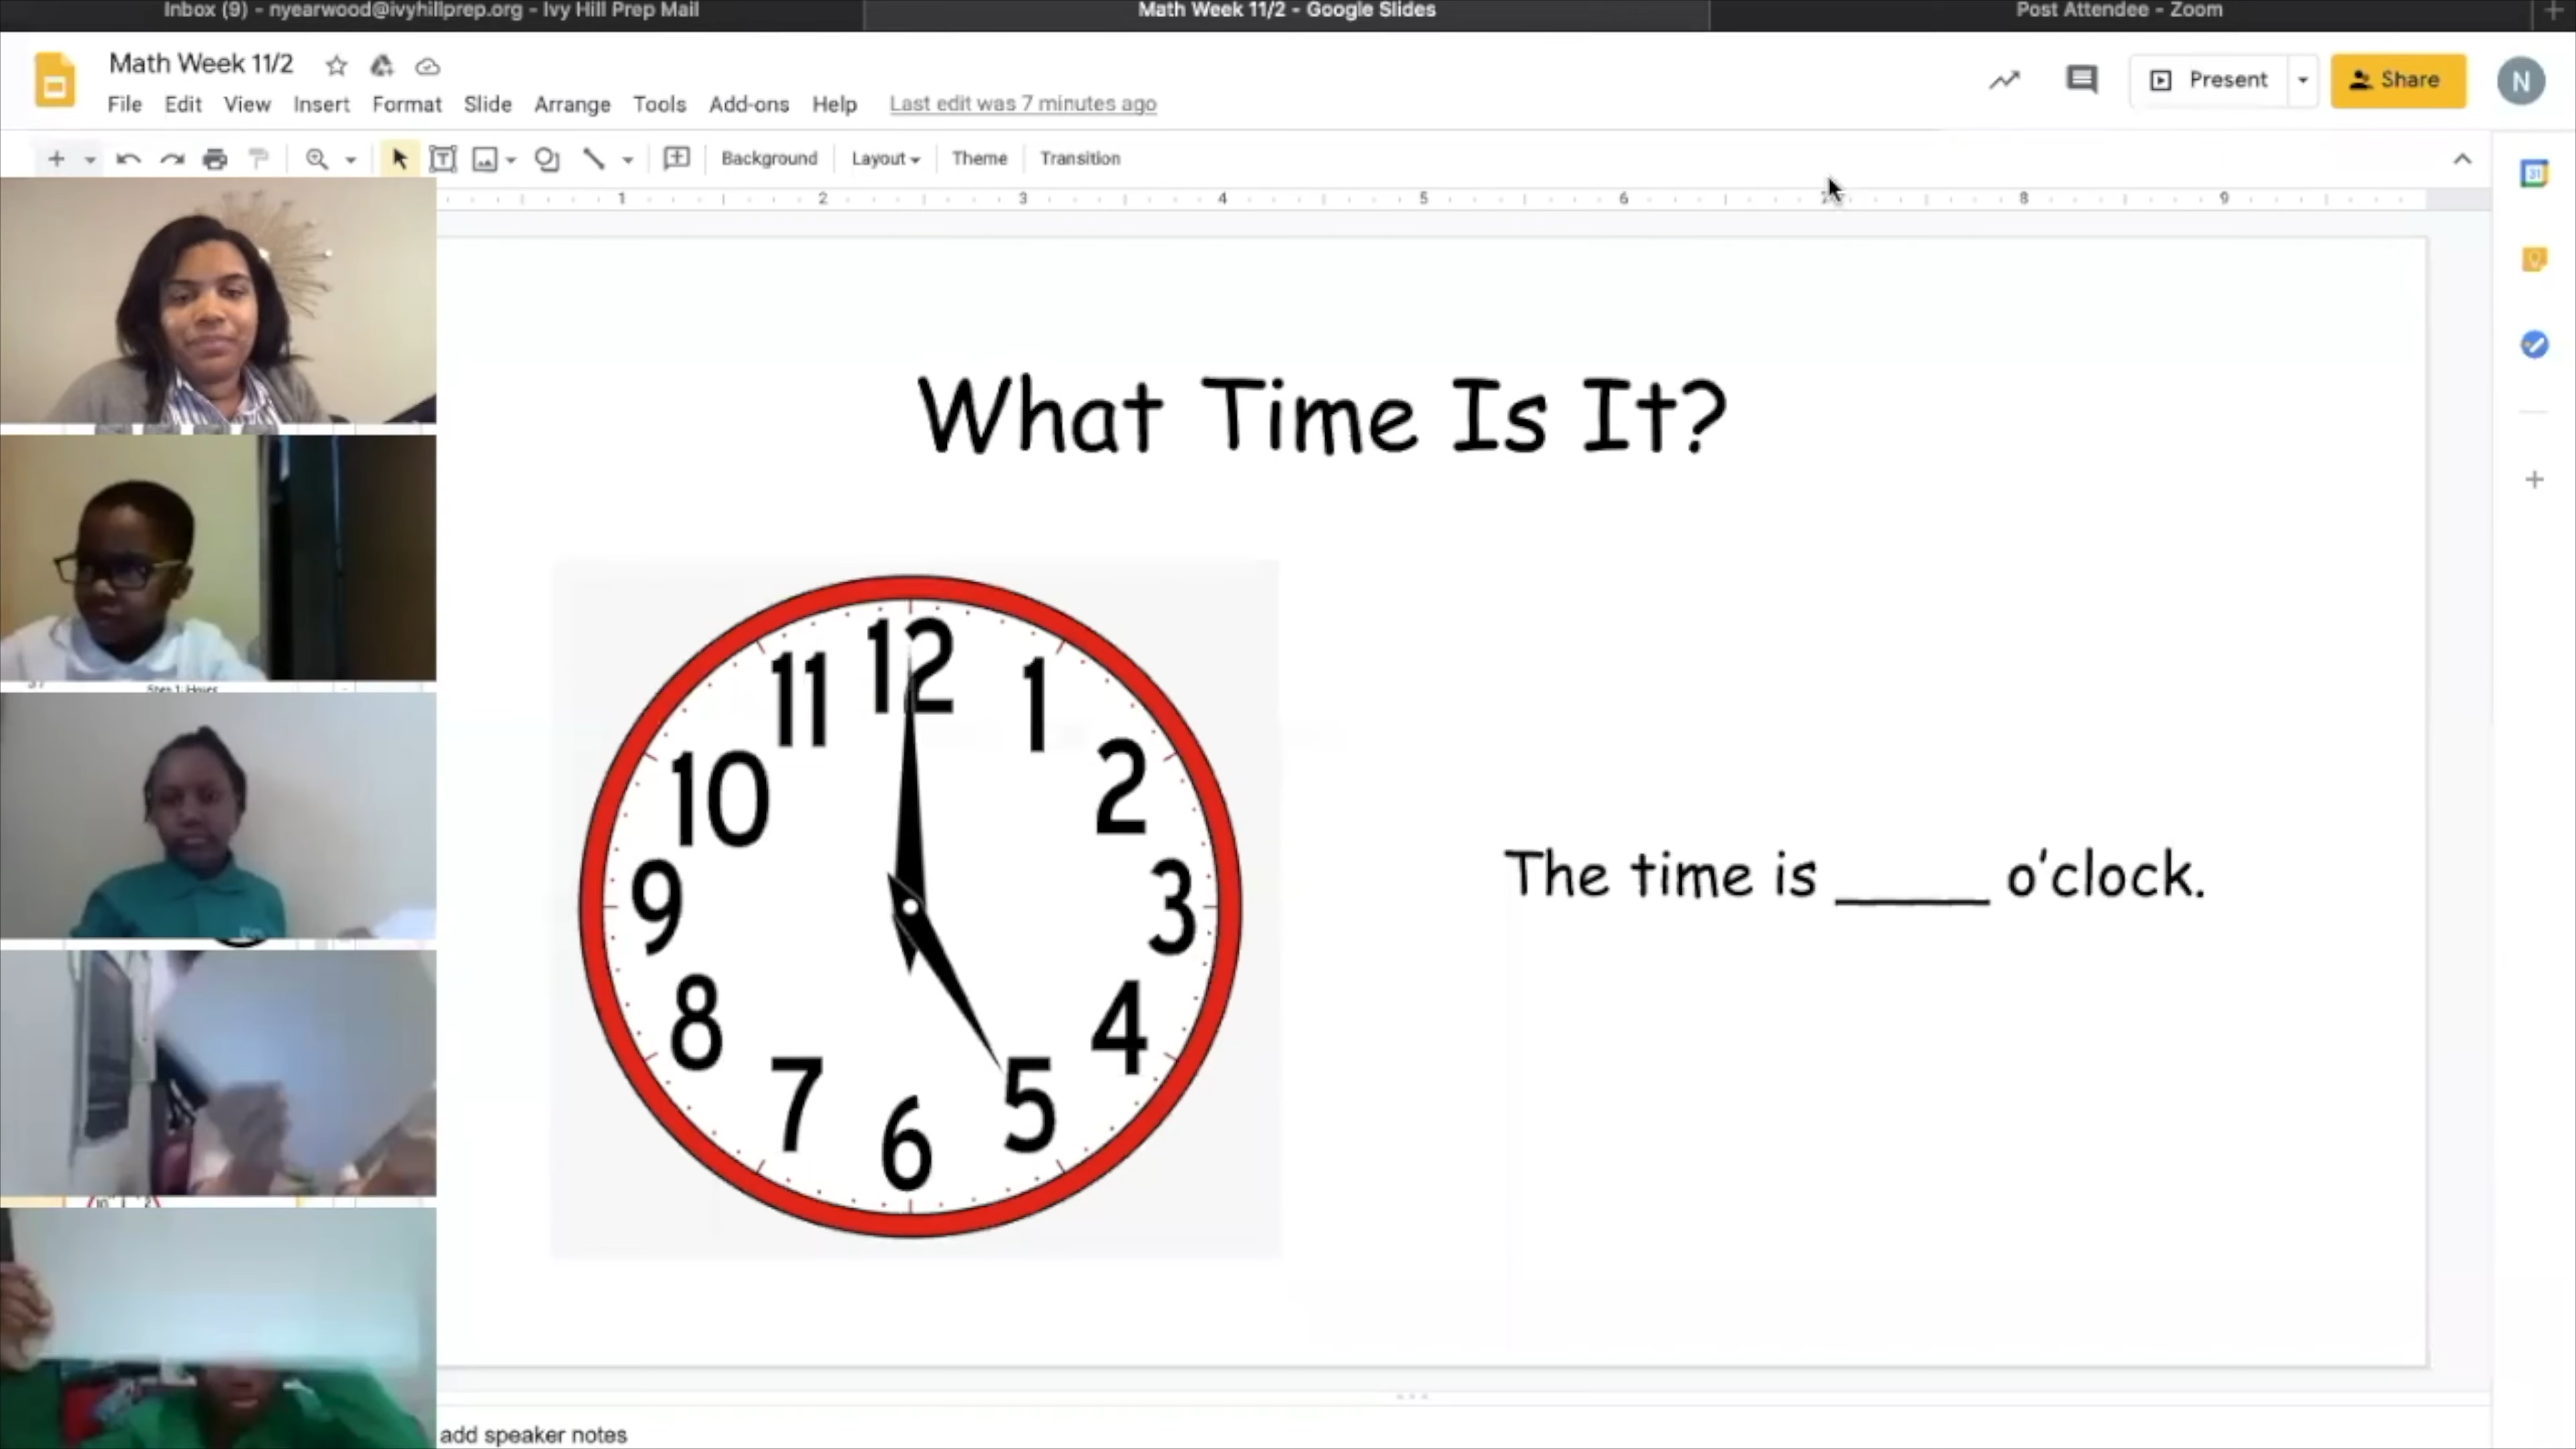 Inbox (9) - nyearwood@ivyhillprep.org - Ivy Hill Prep Mail
Math Week 11/2 - Google Slides
Post Attendee - Zoom
Math Week 11/2
Present
Share
N
File Edit View Insert Format Slide Arrange Tools Add-ons Help Last edit was 7 minutes ago
Background Layout Theme Transition
31
1 2 3 4 5 6 8 9
What Time Is It?
12
11 1
10 2
9 3
8 4
7 5
6
The time is _____ o'clock.
add speaker notes